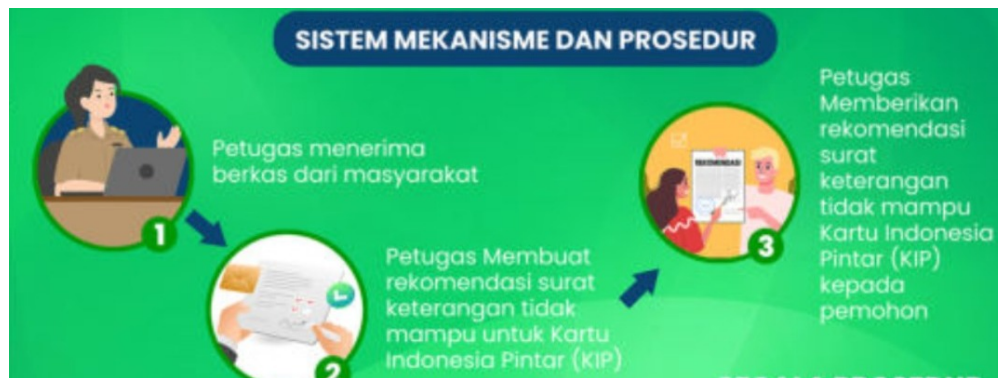 SISTEM MEKANISME DAN PROSEDUR
1
Petugas menerima
berkas dari masyarakat
2
Petugas Membuat
rekomendasi surat
keterangan tidak
mampu untuk Kartu
Indonesia Pintar (KIP)
REKOMENDASI
3
Petugas
Memberikan
rekomendasi
surat
keterangan
tidak mampu
Kartu Indonesia
Pintar (KIP)
kepada
pemohon